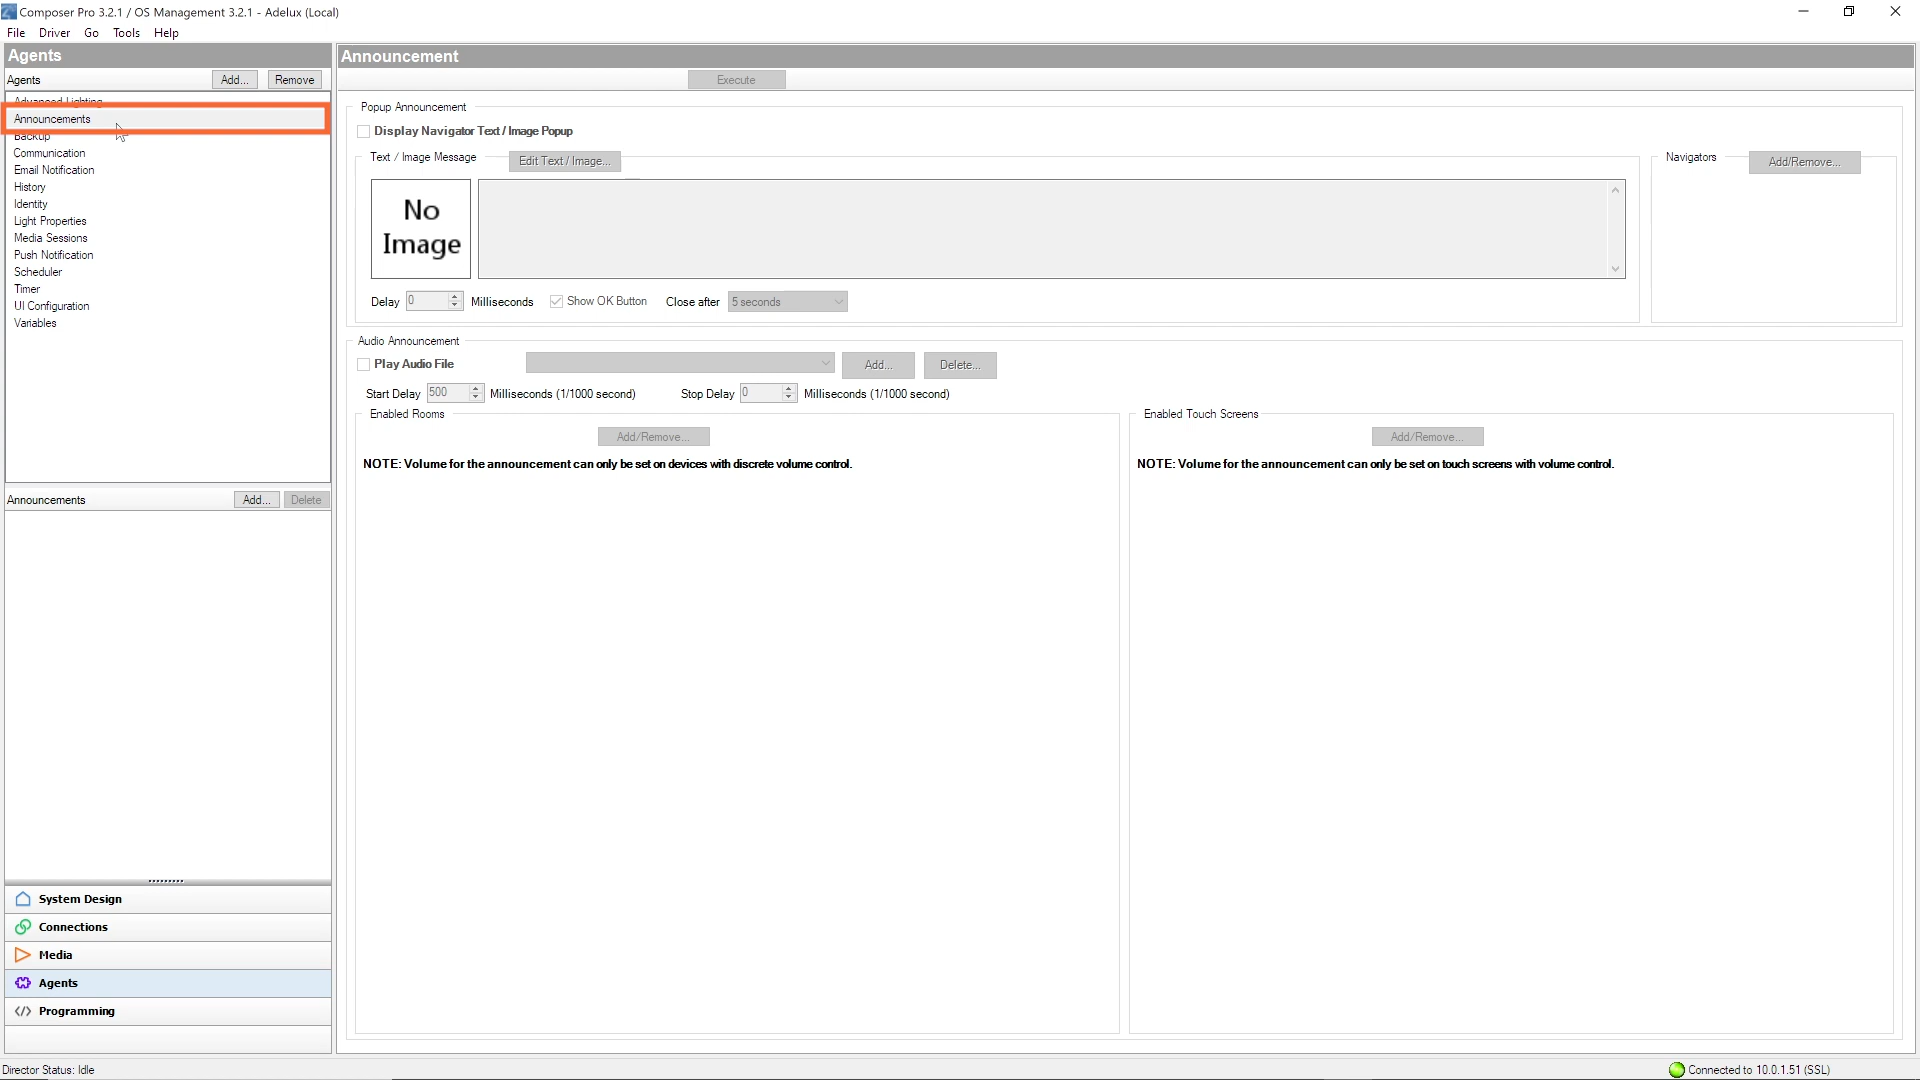 Composer Pro 3.2.1 / OS Management 3.2.1 - Adelux (Local)
File Driver Go Tools Help
Agents
Agents Add... Remove
Advanced Lighting
Announcements
Backup
Communication
Email Notification
History
Identity
Light Properties
Media Sessions
Push Notification
Scheduler
Timer
UI Configuration
Variables
Announcements Add... Delete
System Design
Connections
Media
Agents
Programming
Announcement
Execute
Popup Announcement
Display Navigator Text / Image Popup
Text / Image Message Edit Text / Image...
No
Image
Delay 0 Milliseconds Show OK Button Close after 5 seconds
Navigators Add/Remove...
Audio Announcement
Play Audio File Add... Delete...
Start Delay 500 Milliseconds (1/1000 second) Stop Delay 0 Milliseconds (1/1000 second)
Enabled Rooms
Add/Remove...
NOTE: Volume for the announcement can only be set on devices with discrete volume control.
Enabled Touch Screens
Add/Remove...
NOTE: Volume for the announcement can only be set on touch screens with volume control.
Director Status: Idle
Connected to 10.0.1.51 (SSL)